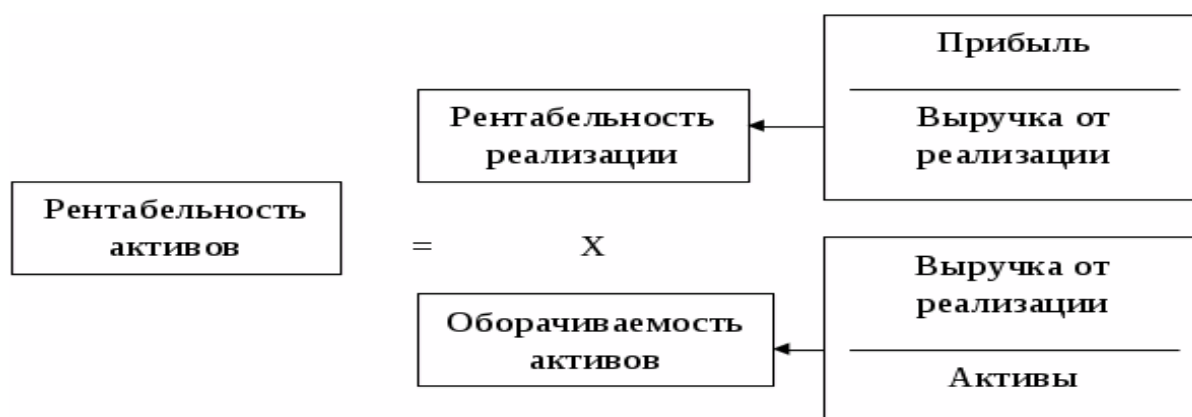 Рентабельность
активов
=
Рентабельность
реализации
X
Оборачиваемость
активов
Прибыль
Выручка от
реализации
Выручка от
реализации
Активы